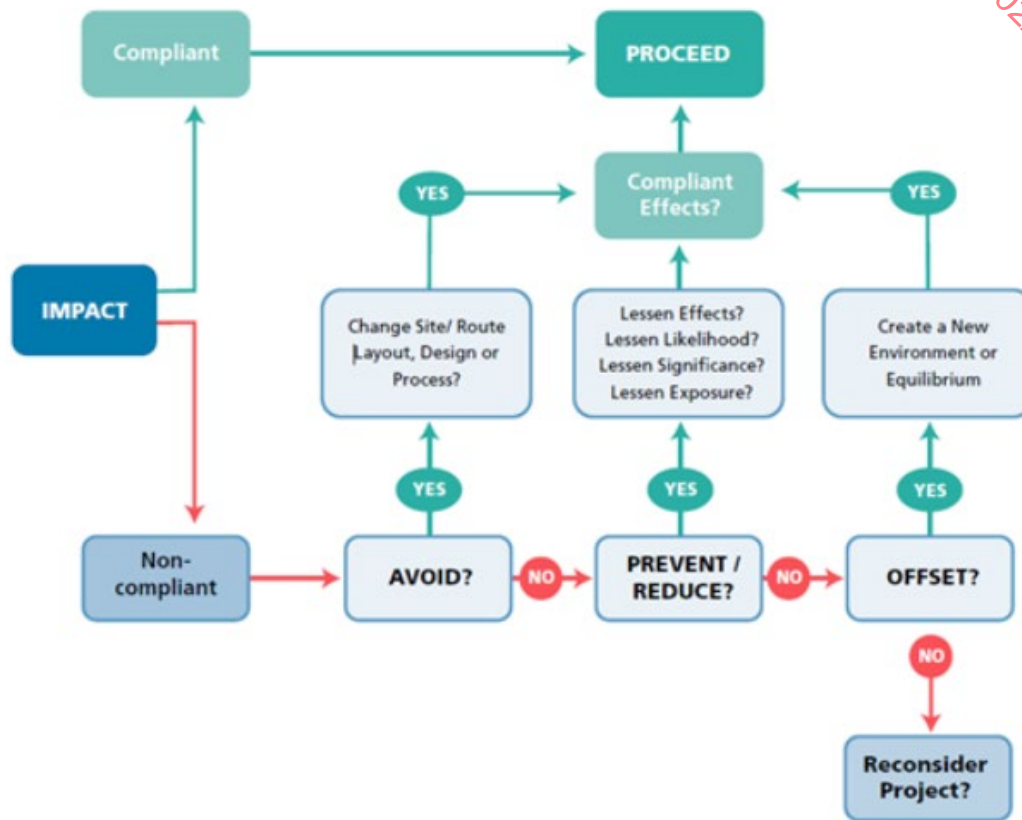 Compliant
PROCEED
Compliant
Effects?
YES
YES
IMPACT
Change Site/ Route
Layout, Design or
Process?
Lessen Effects?
Lessen Likelihood?
Lessen Significance?
Lessen Exposure?
Create a New
Environment or
Equilibrium
YES
YES
YES
Non-
compliant
AVOID?
NO
PREVENT /
REDUCE?
NO
OFFSET?
NO
Reconsider
Project?